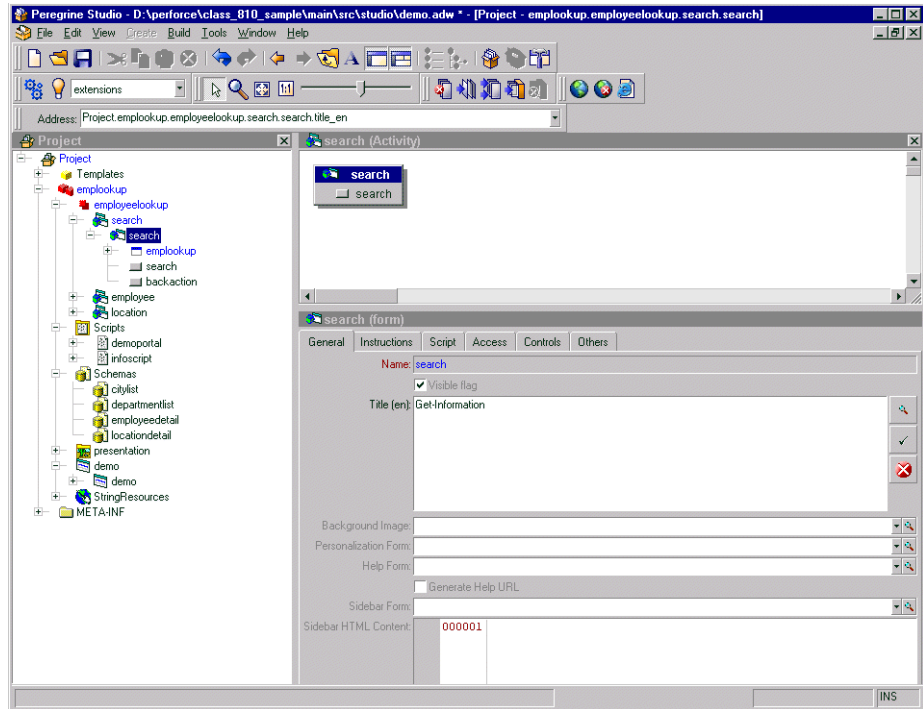 Peregrine Studio - D:\perforce\class_810_sample\main\src\studio\demo.adw * - [Project - emplookup.employeelookup.search.search]
File Edit View Create Build Tools Window Help
A
1:1
extensions
Address: Project.emplookup.employeelookup.search.search.title_en
Project
Project
Templates
emplookup
employeelookup
search
search
emplookup
search
backaction
employee
location
Scripts
demoportal
infoscript
Schemas
citylist
departmentlist
employeedetail
locationdetail
presentation
demo
demo
StringResources
META-INF
search (Activity)
search
search
search (form)
General Instructions Script Access Controls Others
Name: search
Visible flag
Title (en): Get-Information
Background Image:
Personalization Form:
Help Form:
Generate Help URL
Sidebar Form:
Sidebar HTML Content: 000001
INS